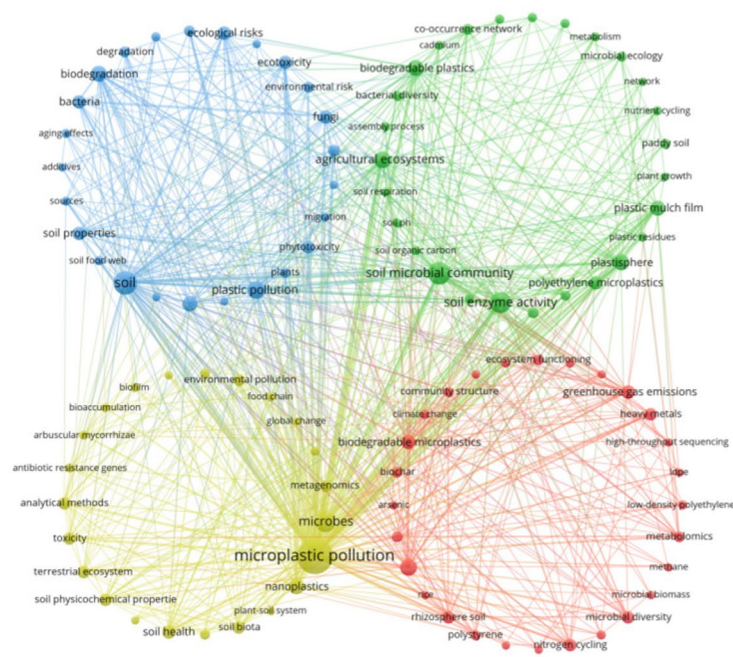 ecological risks
degradation
biodegradation
ecotoxicity
environmental risk
bacteria
fungi
aging effects
additives
sources
migration
soil properties
phytotoxicity
soil food web
plants
soil
plastic pollution
co-occurrence network
cadmium
metabolism
biodegradable plastics
microbial ecology
network
bacterial diversity
nutrient cycling
assembly process
paddy soil
agricultural ecosystems
plant growth
soil respiration
plastic mulch film
soil ph
plastic residues
soil organic carbon
plastisphere
soil microbial community
polyethylene microplastics
soil enzyme activity
environmental pollution
biofilm
food chain
bioaccumulation
global change
arbuscular mycorrhizae
antibiotic resistance genes
metagenomics
analytical methods
microbes
toxicity
microplastic pollution
terrestrial ecosystem
nanoplastics
soil physicochemical propertie
plant-soil system
soil health
soil biota
ecosystem functioning
community structure
greenhouse gas emissions
climate change
heavy metals
biodegradable microplastics
high-throughput sequencing
biochar
ldpe
arsenic
low-density polyethylene
metabolomics
methane
rice
microbial biomass
rhizosphere soil
microbial diversity
polystyrene
nitrogen cycling